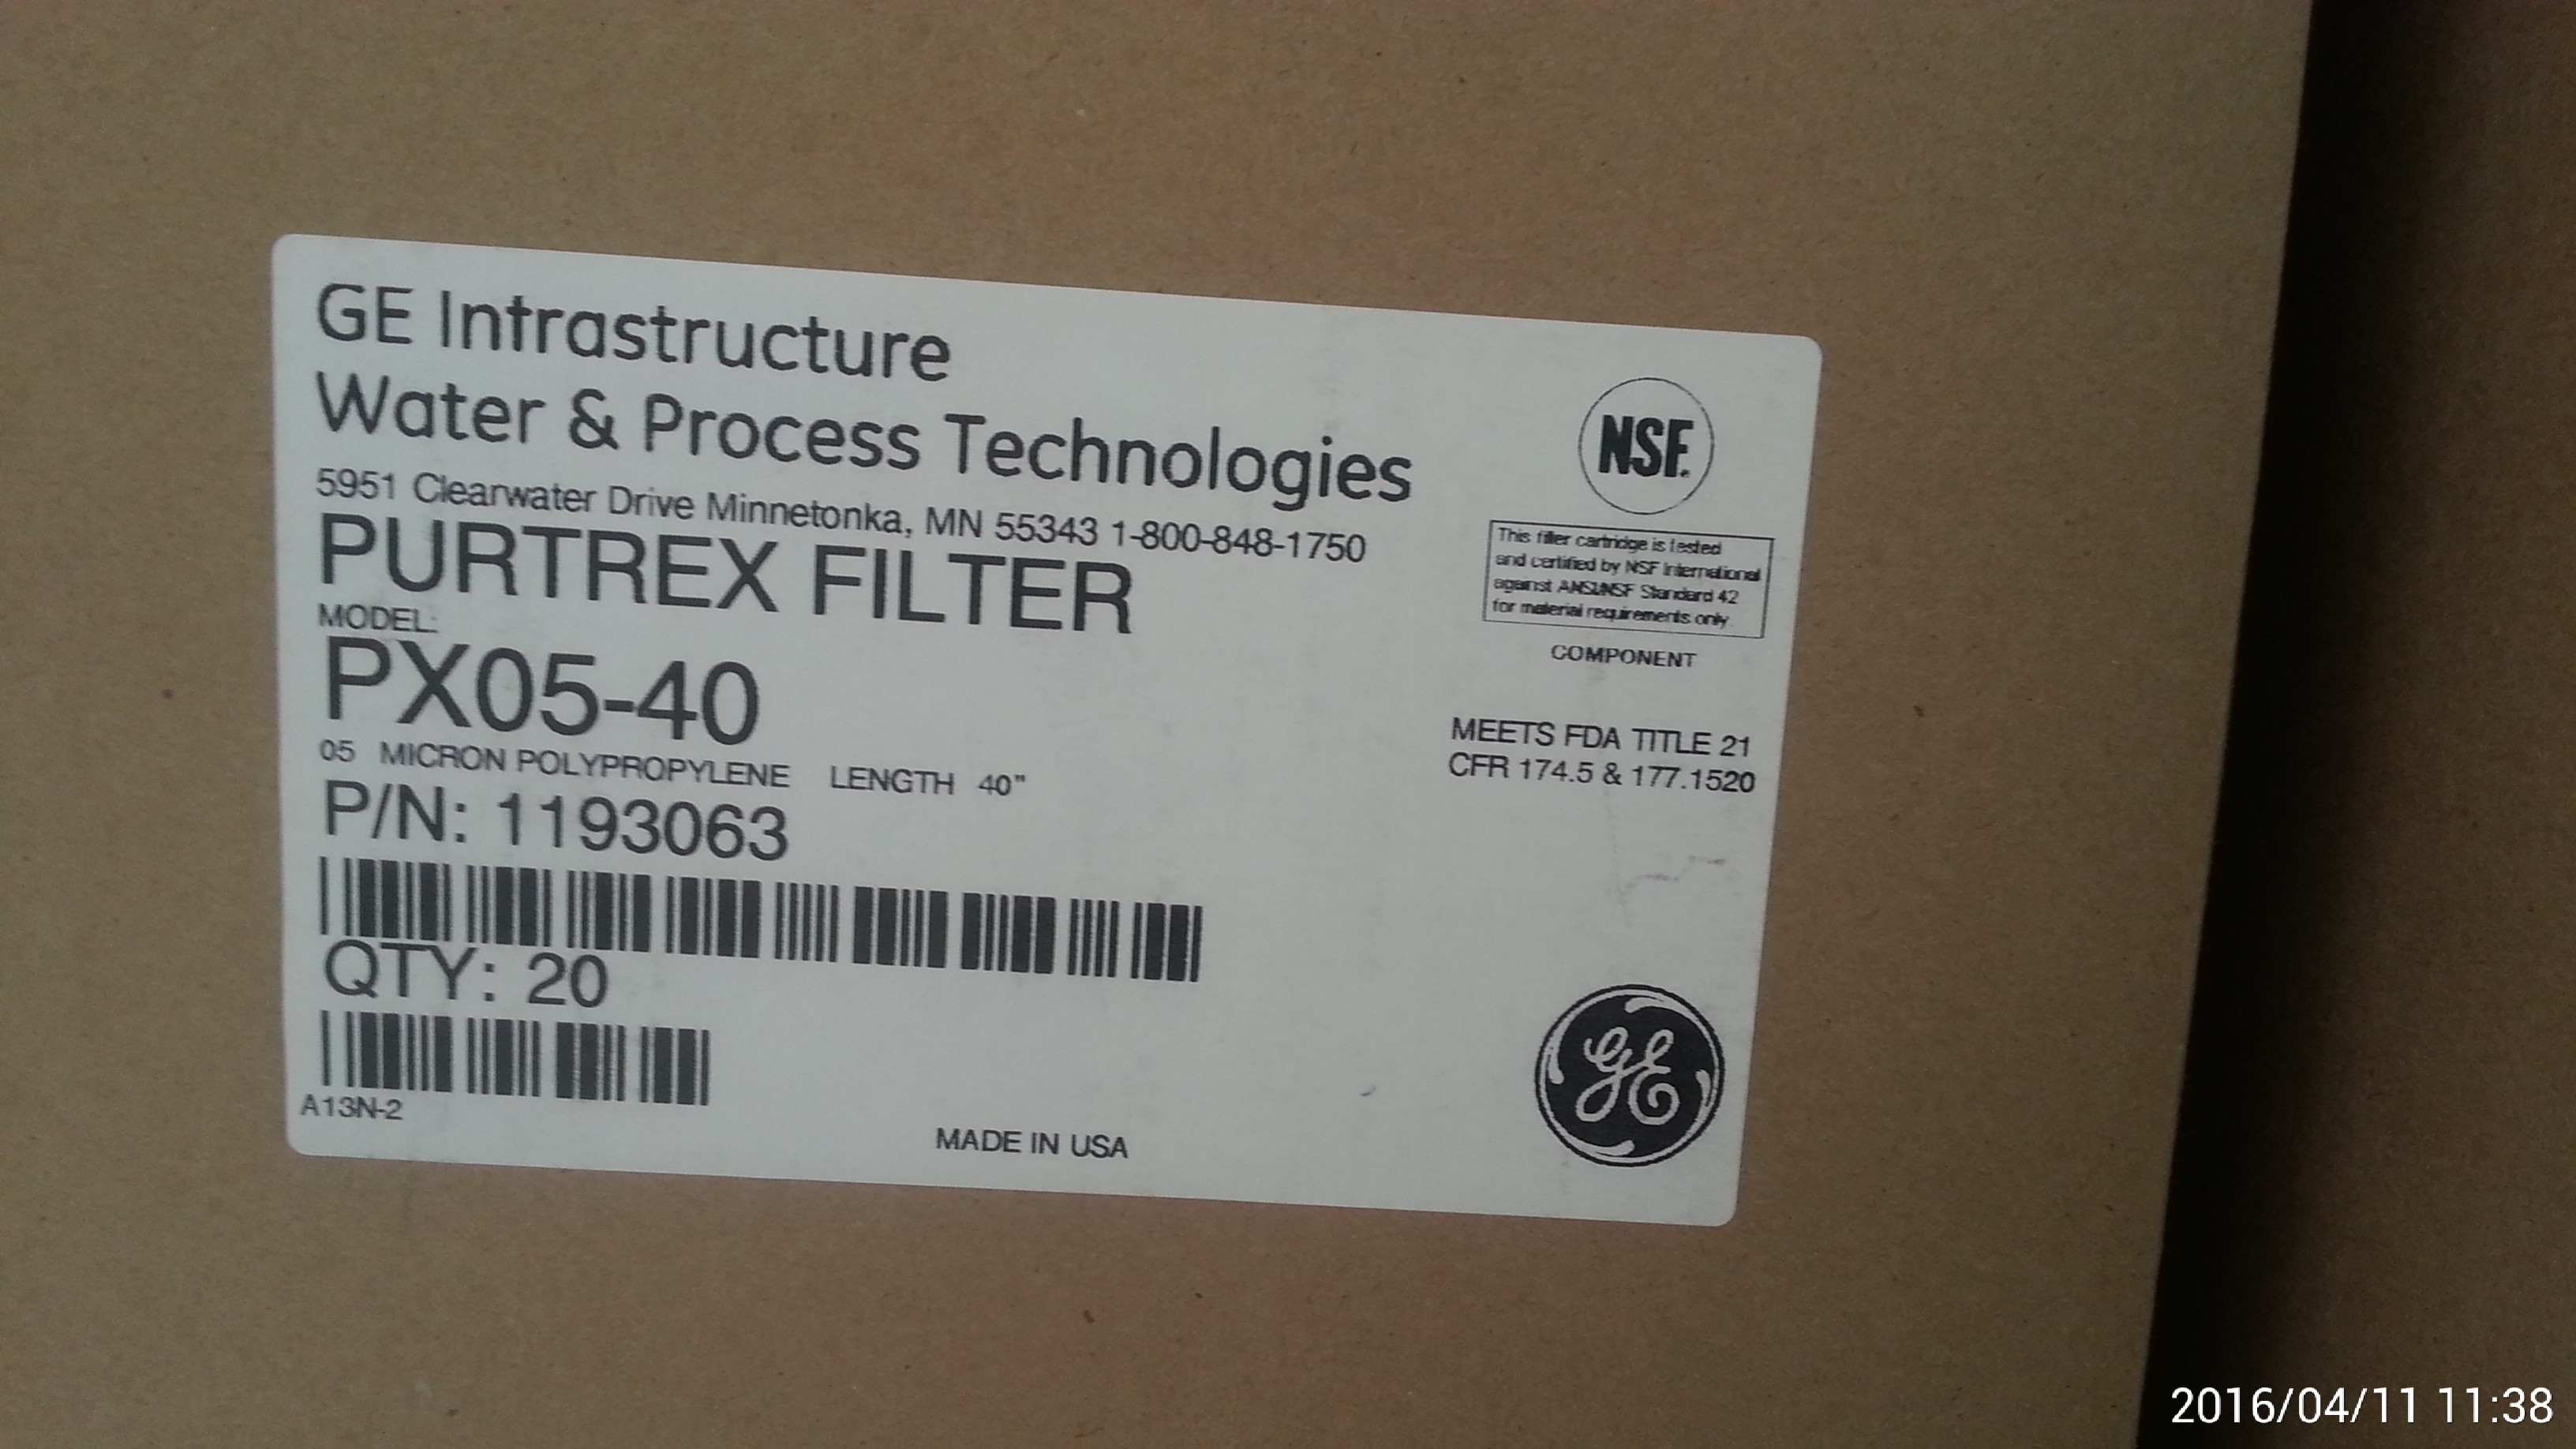 GE Infrastructure
Water & Process Technologies
5951 Clearwater Drive Minnetonka, MN 55343 1-800-848-1750
PURTREX FILTER
MODEL:
PX05-40
05 MICRON POLYPROPYLENE LENGTH 40"
P/N: 1193063
QTY: 20
A13N-2
MADE IN USA
NSF.
This filter cartridge is tested
and certified by NSF International
against ANSI/NSF Standard 42
for material requirements only.
COMPONENT
MEETS FDA TITLE 21
CFR 174.5 & 177.1520
GE
2016/04/11 11:38